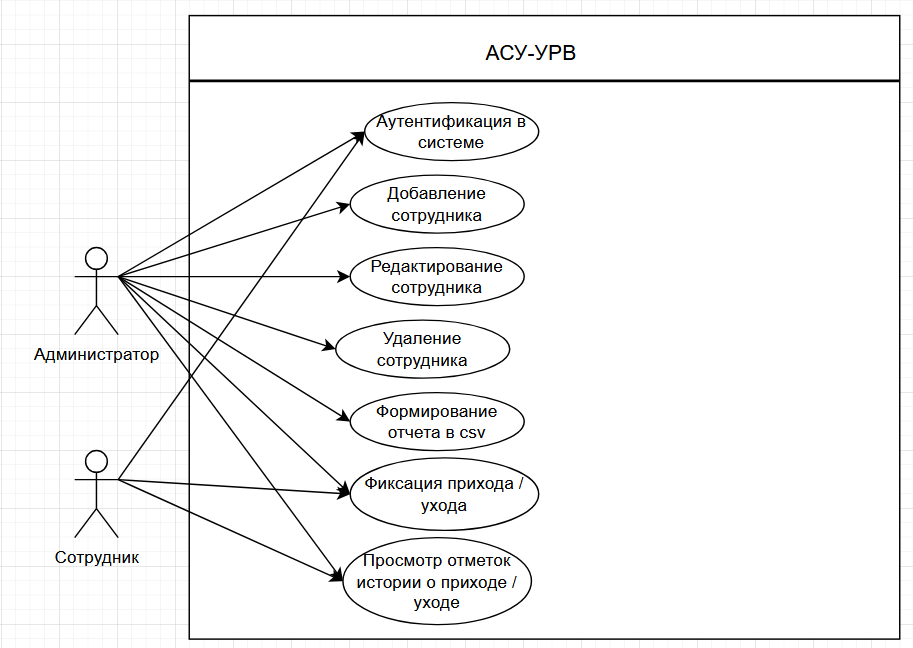 АСУ-УРВ
Аутентификация в
системе
Добавление
сотрудника
Редактирование
сотрудника
Удаление
сотрудника
Администратор
Формирование
отчета в csv
Фиксация прихода /
ухода
Сотрудник
Просмотр отметок
истории о приходе /
уходе